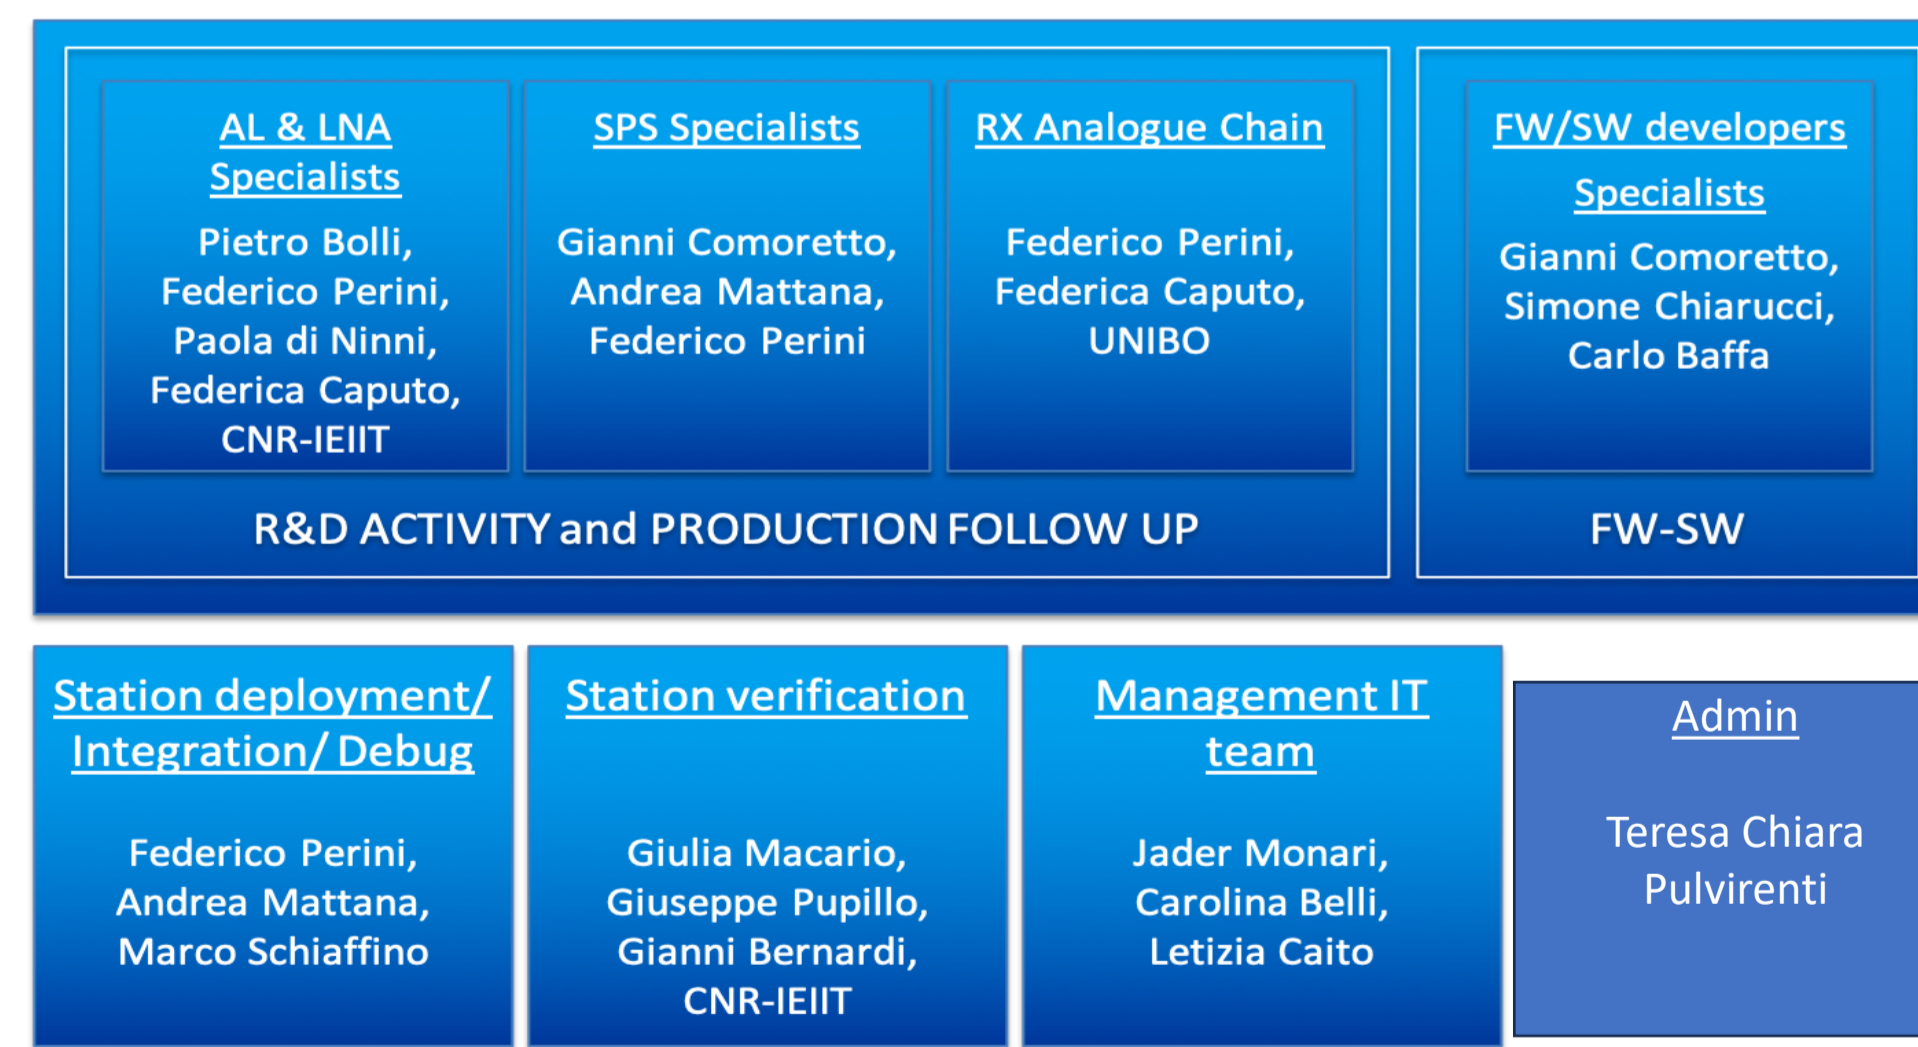 AL & LNA
Specialists
Pietro Bolli,
Federico Perini,
Paola di Ninni,
Federica Caputo,
CNR-IEIIT
SPS Specialists
Gianni Comoretto,
Andrea Mattana,
Federico Perini
RX Analogue Chain
Federico Perini,
Federica Caputo,
UNIBO
R&D ACTIVITY and PRODUCTION FOLLOW UP
FW/SW developers
Specialists
Gianni Comoretto,
Simone Chiarucci,
Carlo Baffa
FW-SW
Station deployment/
Integration/ Debug
Federico Perini,
Andrea Mattana,
Marco Schiaffino
Station verification
Giulia Macario,
Giuseppe Pupillo,
Gianni Bernardi,
CNR-IEIIT
Management IT
team
Jader Monari,
Carolina Belli,
Letizia Caito
Admin
Teresa Chiara
Pulvirenti